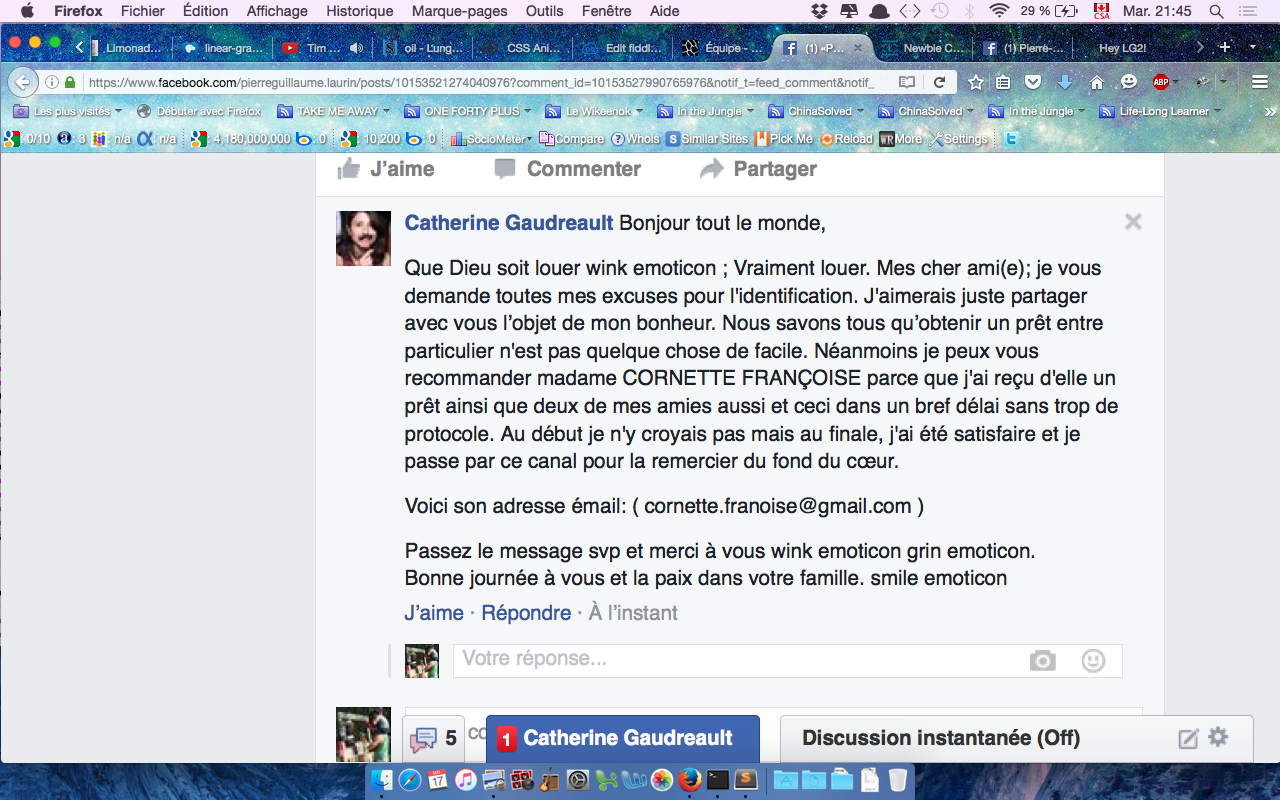 Firefox Fichier Édition Affichage Historique Marque-pages Outils Fenêtre Aide 29 % CSA Mar. 21:45
Limonad... linear-gra... Tim ... oil - L'ung... CSS Ani... Edit fiddl... Équipe - ... (1) «P... Newbie C... (1) Pierre-... Hey LG2!
https://www.facebook.com/pierreguillaume.laurin/posts/10153521274040976?comment_id=10153527990765976&notif_t=feed_comment&notif_ ABP
Les plus visités Débuter avec Firefox TAKE ME AWAY ONE FORTY PLUS Le Wikeenok In the Jungle ChinaSolved ChinaSolved In the Jungle Life-Long Learner
0/10 a 3 n/a n/a 4,180,000,000 0 10,200 0 SocioMeter Compare Whois S Similar Sites Pick Me Reload WR More Settings
J'aime Commenter Partager
Catherine Gaudreault Bonjour tout le monde,
Que Dieu soit louer wink emoticon ; Vraiment louer. Mes cher ami(e); je vous
demande toutes mes excuses pour l'identification. J'aimerais juste partager
avec vous l'objet de mon bonheur. Nous savons tous qu'obtenir un prêt entre
particulier n'est pas quelque chose de facile. Néanmoins je peux vous
recommander madame CORNETTE FRANÇOISE parce que j'ai reçu d'elle un
prêt ainsi que deux de mes amies aussi et ceci dans un bref délai sans trop de
protocole. Au début je n'y croyais pas mais au finale, j'ai été satisfaire et je
passe par ce canal pour la remercier du fond du cœur.
Voici son adresse émail: ( cornette.franoise@gmail.com )
Passez le message svp et merci à vous wink emoticon grin emoticon.
Bonne journée à vous et la paix dans votre famille. smile emoticon
J'aime · Répondre · À l'instant
Votre réponse...
5 1 Catherine Gaudreault Discussion instantanée (Off)
17